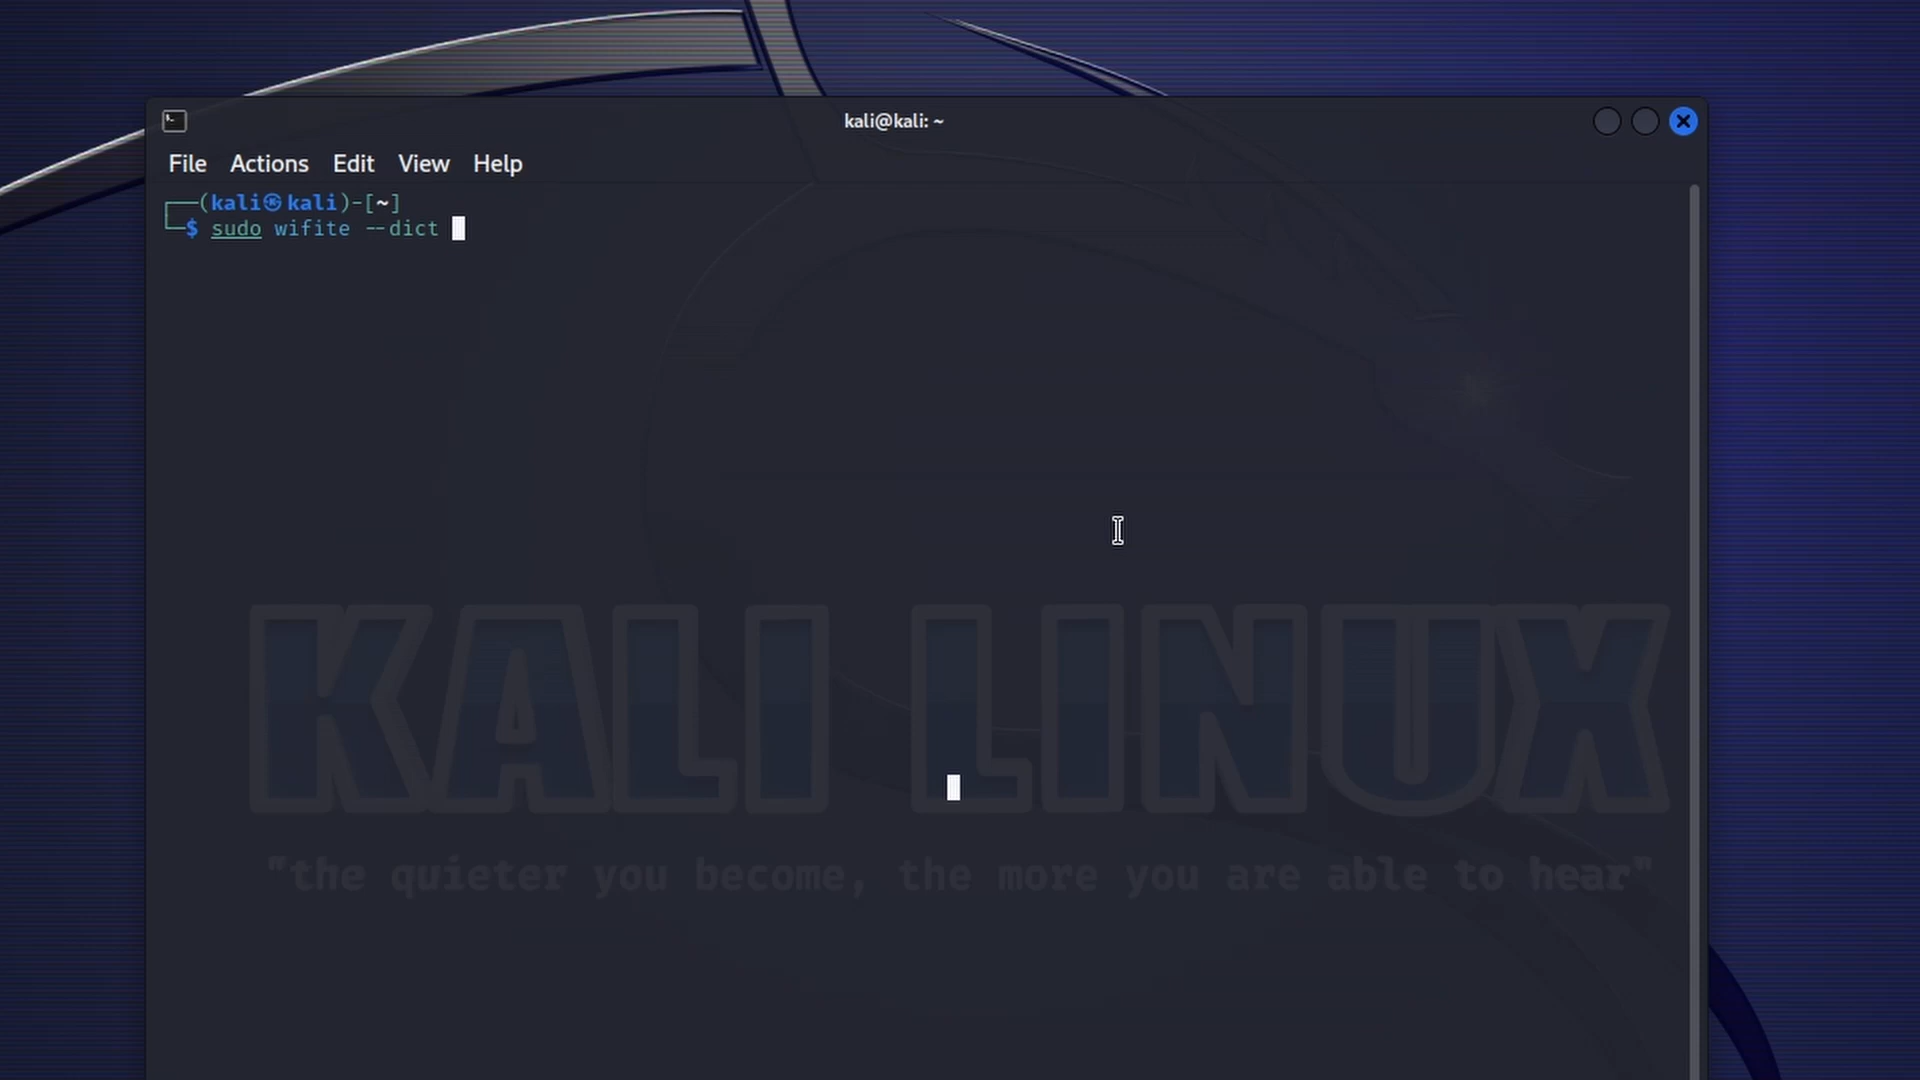 kali@kali: ~
File Actions Edit View Help
┌──(kali㉿kali)-[~]
└─$ sudo wifite --dict
KALI LINUX
"the quieter you become, the more you are able to hear"